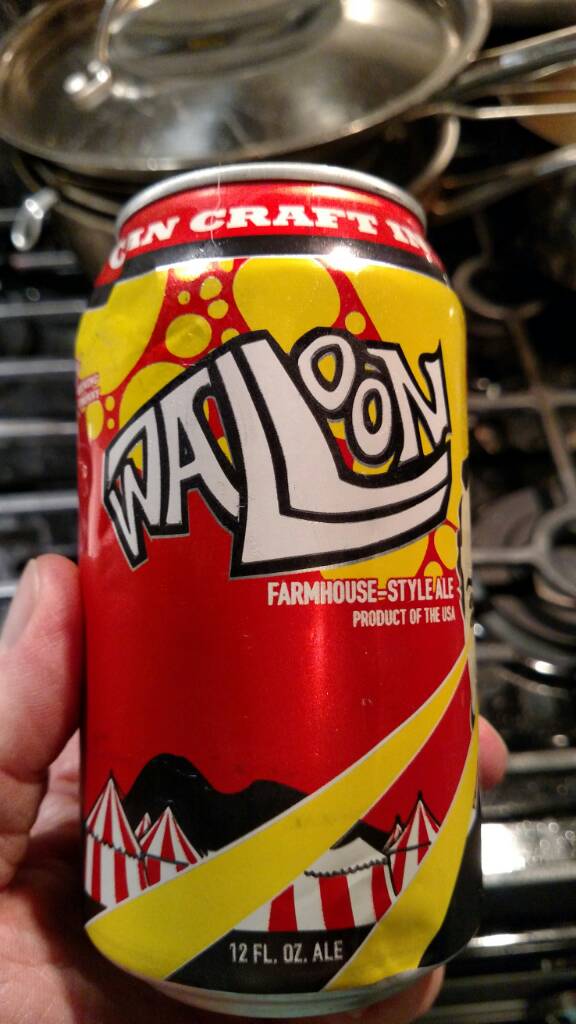 CRAFT
WALLOON
FARMHOUSE-STYLE ALE
PRODUCT OF THE USA
12 FL. OZ. ALE